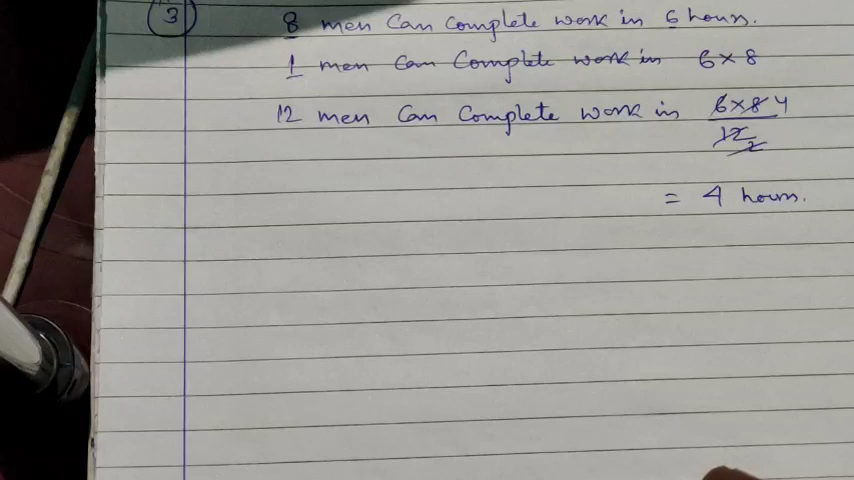 3 8 men can complete work in 6 hours.
1 men can complete work in 6×8
12 men can complete work in 6×8 4
12 2
= 4 hours.